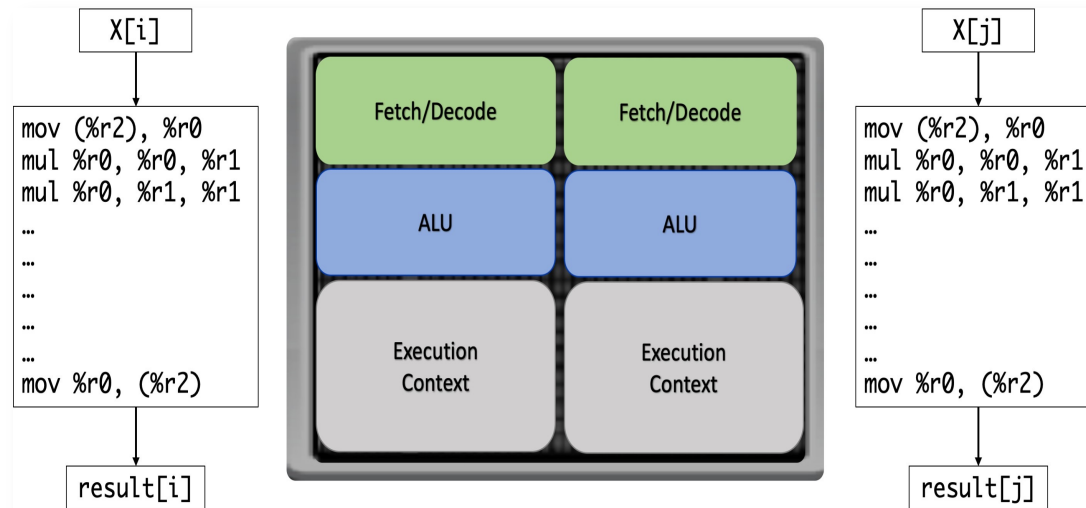 X[i]
mov (%r2), %r0
mul %r0, %r0, %r1
mul %r0, %r1, %r1
…
…
…
…
…
mov %r0, (%r2)
result[i]
Fetch/Decode
Fetch/Decode
ALU
ALU
Execution
Context
Execution
Context
X[j]
mov (%r2), %r0
mul %r0, %r0, %r1
mul %r0, %r1, %r1
…
…
…
…
…
mov %r0, (%r2)
result[j]